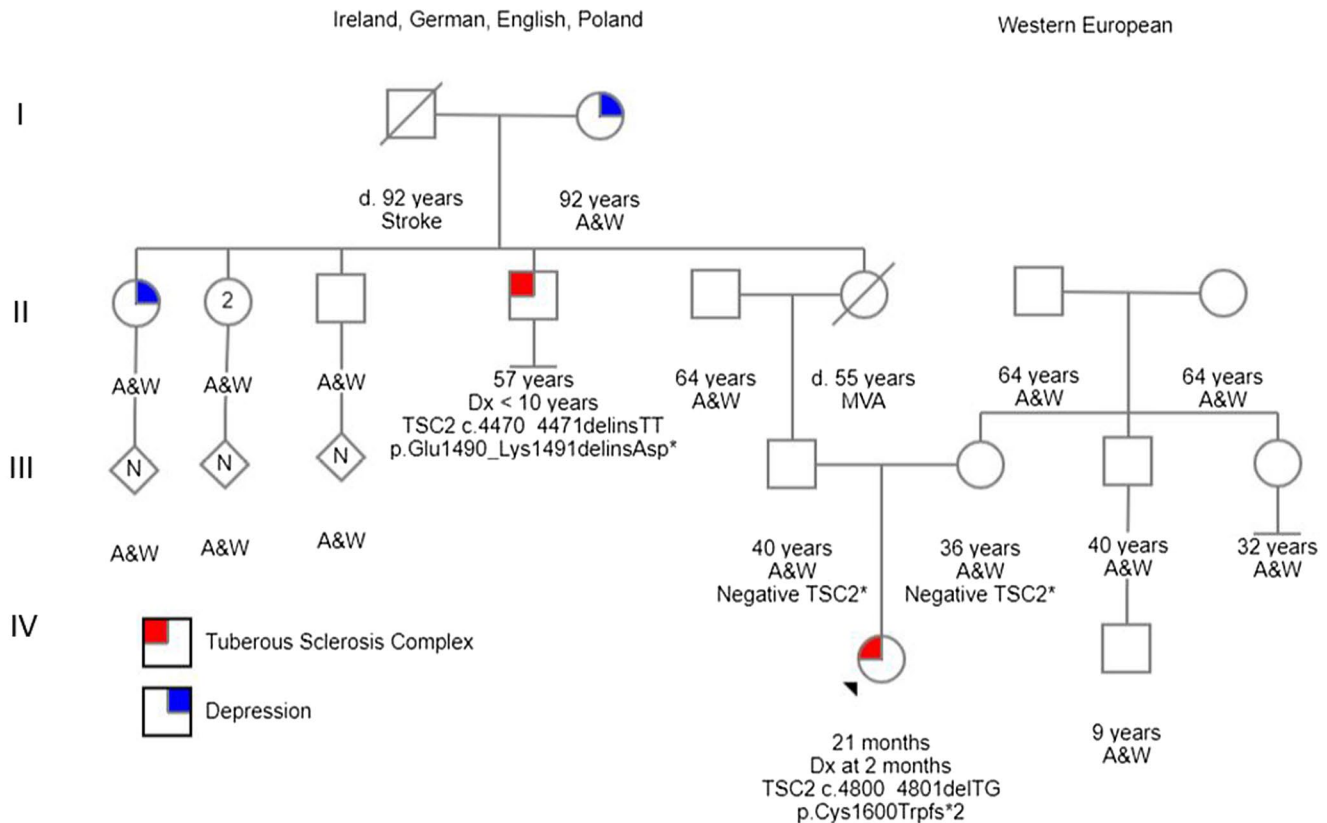 Ireland, German, English, Poland
Western European
I
d. 92 years
Stroke
92 years
A&W
II
2
A&W
A&W
A&W
57 years
Dx < 10 years
TSC2 c.4470 4471delinsTT
p.Glu1490_Lys1491delinsAsp*
64 years
A&W
d. 55 years
MVA
64 years
A&W
64 years
A&W
III
N
N
N
A&W
A&W
A&W
40 years
A&W
Negative TSC2*
36 years
A&W
Negative TSC2*
40 years
A&W
32 years
A&W
IV
Tuberous Sclerosis Complex
Depression
21 months
Dx at 2 months
TSC2 c.4800 4801delTG
p.Cys1600Trpfs*2
9 years
A&W